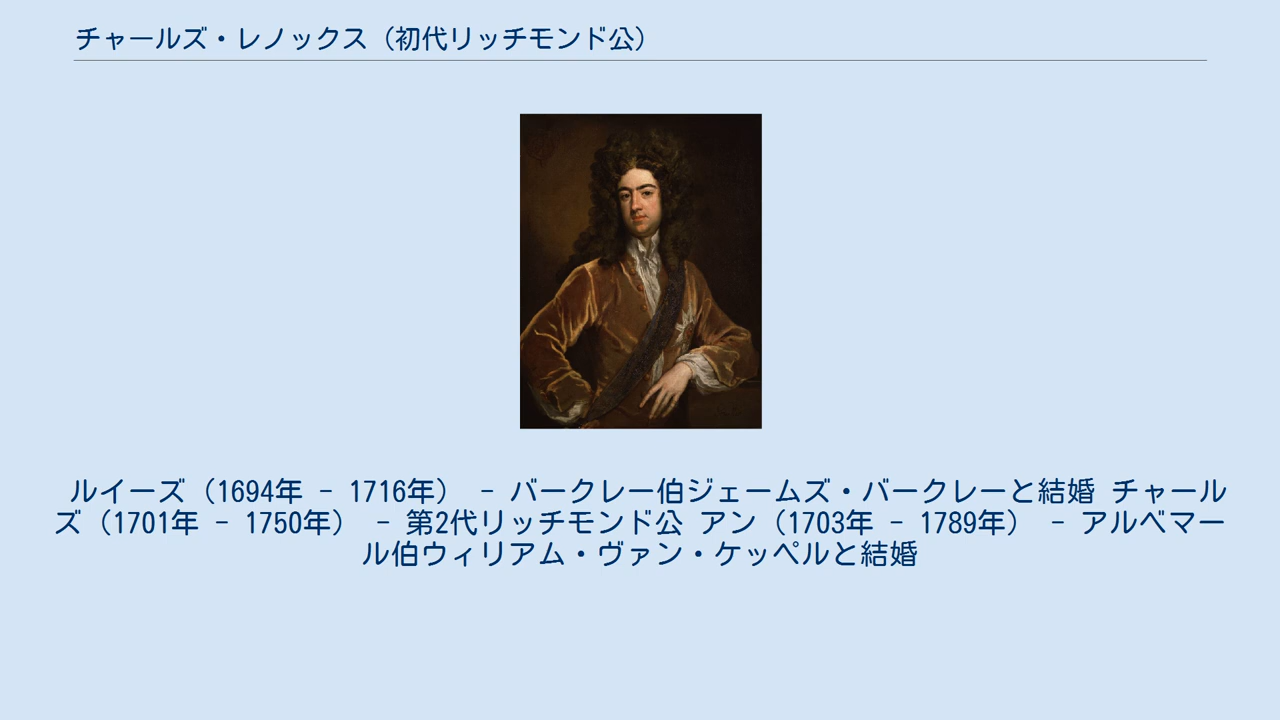 チャールズ・レノックス（初代リッチモンド公）
ルイーズ（1694年 - 1716年） - バークレー伯ジェームズ・バークレーと結婚 チャール
ズ（1701年 - 1750年） - 第2代リッチモンド公 アン（1703年 - 1789年） - アルベマー
ル伯ウィリアム・ヴァン・ケッペルと結婚